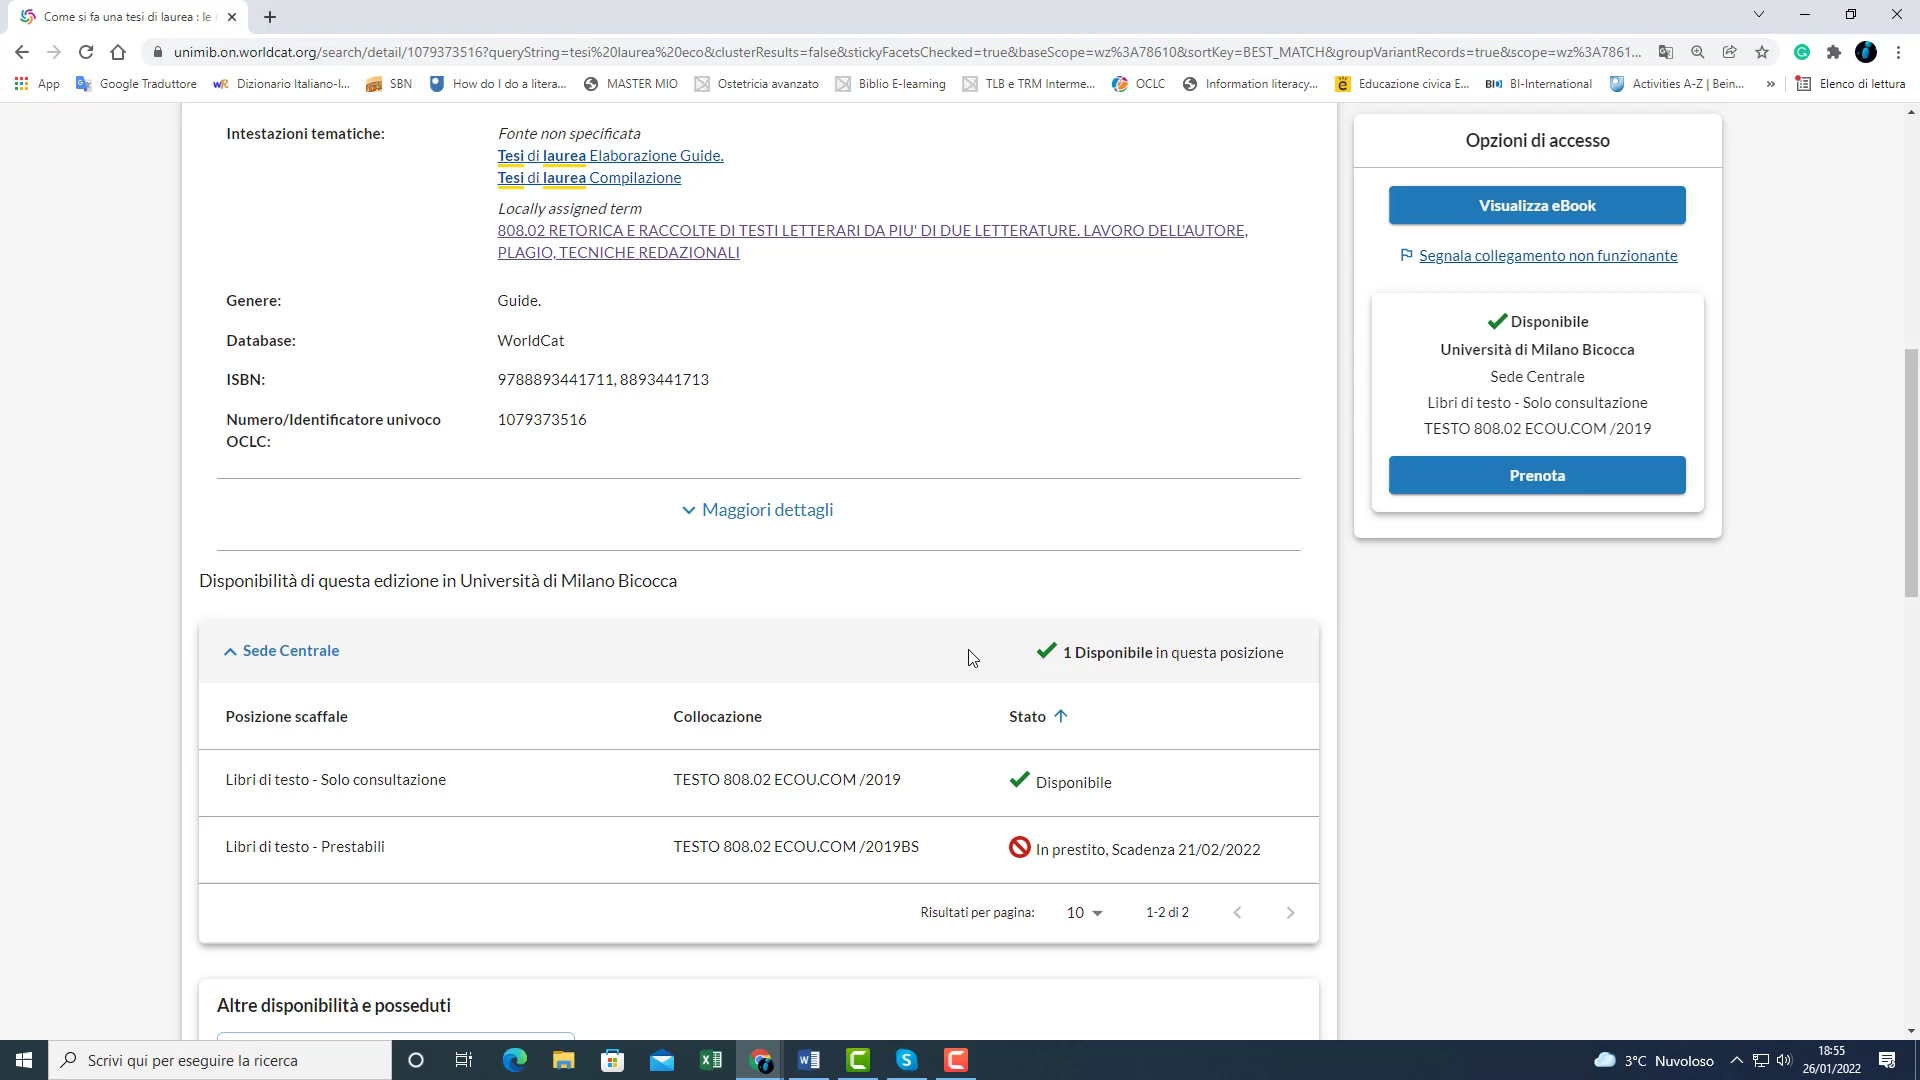 Come si fa una tesi di laurea : le
unimib.on.worldcat.org/search/detail/1079373516?queryString=tesi%20laurea%20eco&clusterResults=false&stickyFacetsChecked=true&baseScope=wz%3A78610&sortKey=BEST_MATCH&groupVariantRecords=true&scope=wz%3A7861...
App Google Traduttore Dizionario Italiano-I... SBN How do I do a litera... MASTER MIO Ostetricia avanzato Biblio E-learning TLB e TRM Interme... OCLC Information literacy... Educazione civica E... BI-International Activities A-Z | Bein... » Elenco di lettura
Intestazioni tematiche:
Fonte non specificata
Tesi di laurea Elaborazione Guide.
Tesi di laurea Compilazione
Locally assigned term
808.02 RETORICA E RACCOLTE DI TESTI LETTERARI DA PIU' DI DUE LETTERATURE. LAVORO DELL'AUTORE,
PLAGIO, TECNICHE REDAZIONALI
Genere: Guide.
Database: WorldCat
ISBN: 9788893441711, 8893441713
Numero/Identificatore univoco 1079373516
OCLC:
Maggiori dettagli
Disponibilità di questa edizione in Università di Milano Bicocca
Sede Centrale 1 Disponibile in questa posizione
Posizione scaffale Collocazione Stato
Libri di testo - Solo consultazione TESTO 808.02 ECOU.COM /2019 Disponibile
Libri di testo - Prestabili TESTO 808.02 ECOU.COM /2019BS In prestito, Scadenza 21/02/2022
Risultati per pagina: 10 1-2 di 2
Altre disponibilità e posseduti
Opzioni di accesso
Visualizza eBook
Segnala collegamento non funzionante
Disponibile
Università di Milano Bicocca
Sede Centrale
Libri di testo - Solo consultazione
TESTO 808.02 ECOU.COM /2019
Prenota
Scrivi qui per eseguire la ricerca
3°C Nuvoloso
18:55
26/01/2022